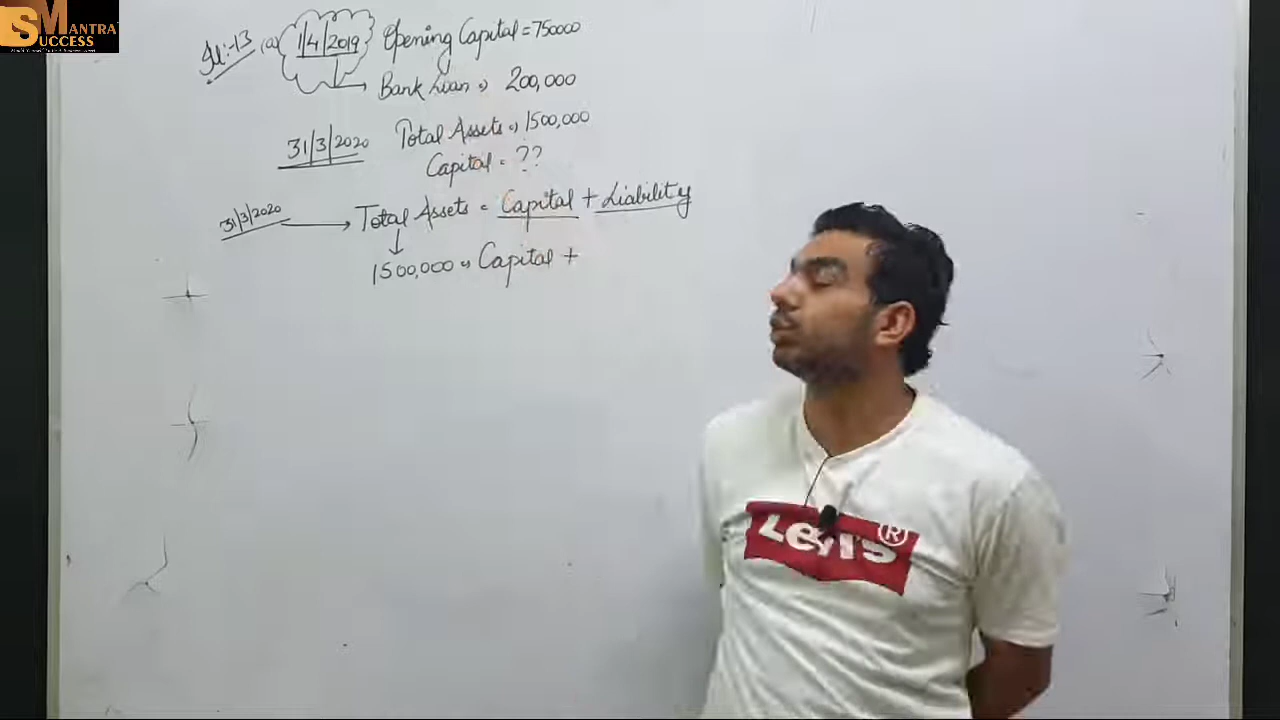 SUCCESS MANTRA
Ill:-13 (a) 1/4/2019 Opening Capital = 750000
Bank Loan = 200,000
31/3/2020 Total Assets = 1500,000
Capital = ??
31/3/2020 → Total Assets = Capital + Liability
1500,000 = Capital +
Levi's ®